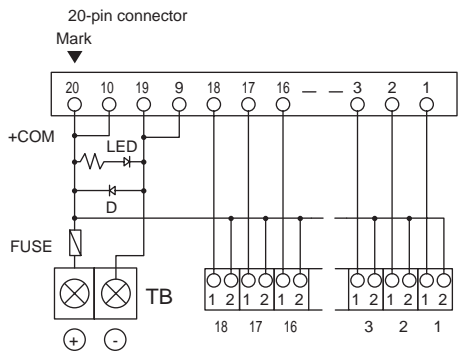 20-pin connector
Mark
20 10 19 9 18 17 16 — — 3 2 1
+COM
LED
D
FUSE
TB
1 2 1 2 1 2 1 2 1 2 1 2
18 17 16 3 2 1
+ -